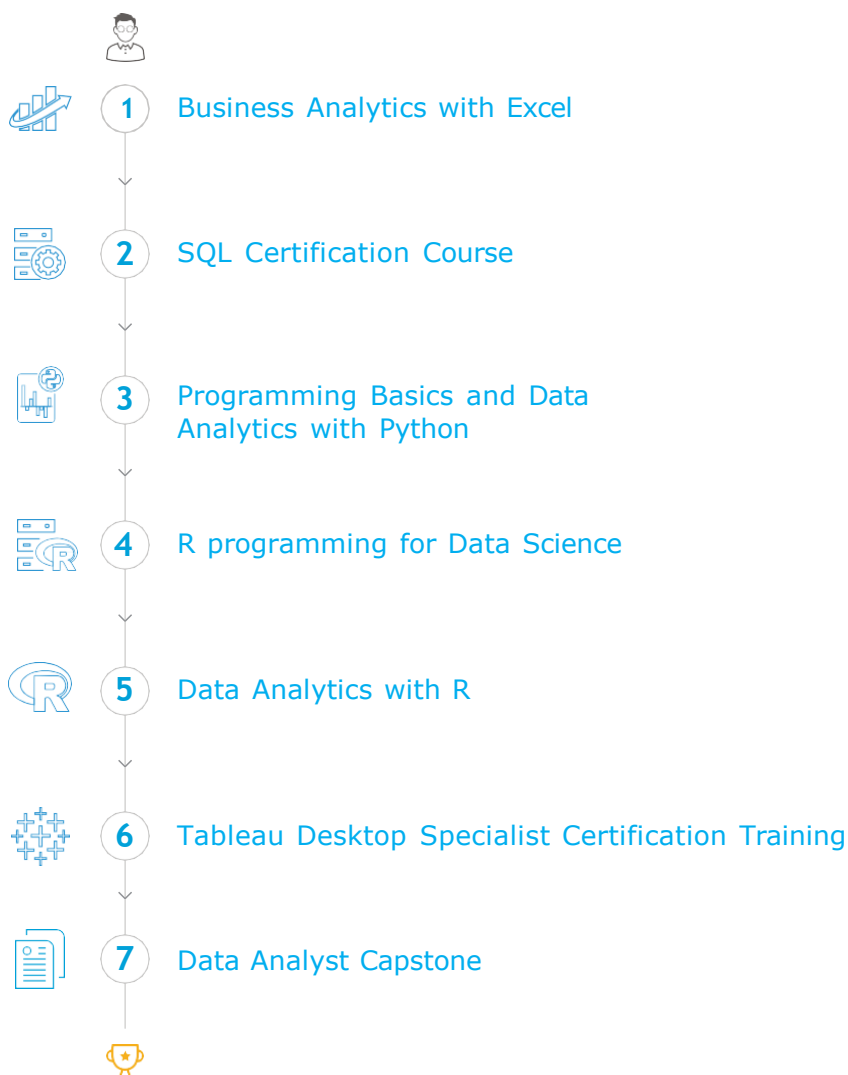 1 Business Analytics with Excel
2 SQL Certification Course
3 Programming Basics and Data
Analytics with Python
4 R programming for Data Science
R
5 Data Analytics with R
R
6 Tableau Desktop Specialist Certification Training
7 Data Analyst Capstone